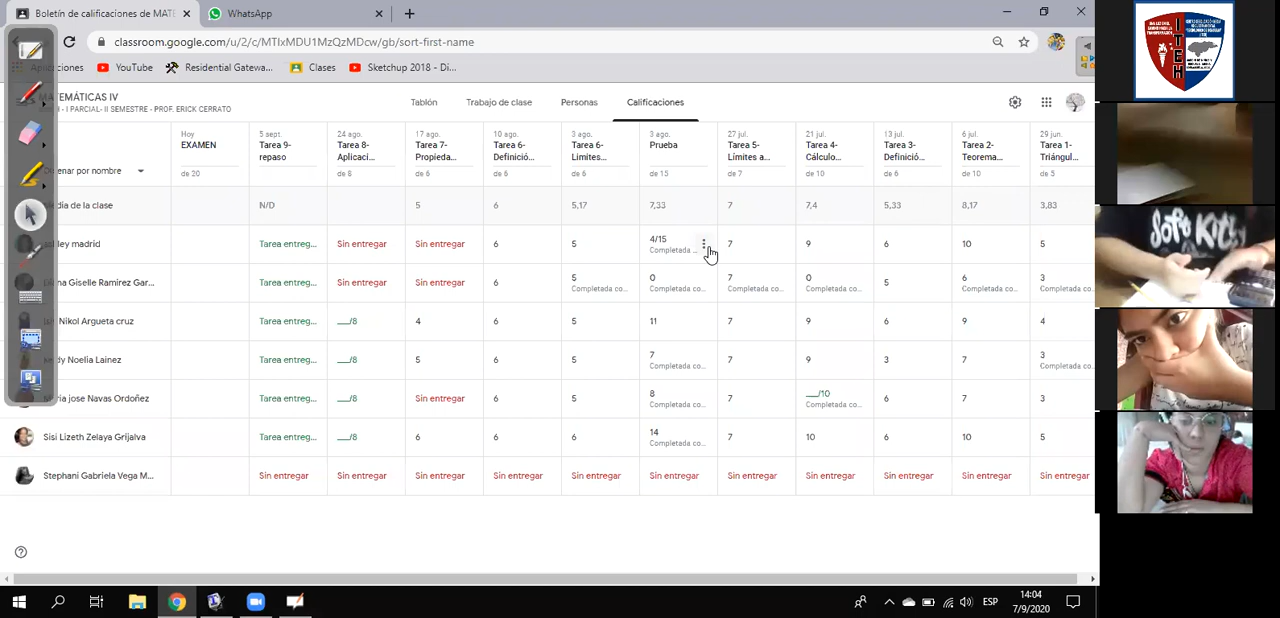 Boletín de calificaciones de MATE
WhatsApp
classroom.google.com/u/2/c/MTIxMDU1MzQzMDcw/gb/sort-first-name
Aplicaciones
YouTube
Residential Gatewa...
Clases
Sketchup 2018 - Di...
MATEMÁTICAS IV
I PARCIAL- II SEMESTRE - PROF. ERICK CERRATO
Tablón
Trabajo de clase
Personas
Calificaciones
Hoy
EXAMEN
de 20
5 sept.
Tarea 9-
repaso
24 ago.
Tarea 8-
Aplicaci...
de 8
17 ago.
Tarea 7-
Propieda...
de 6
10 ago.
Tarea 6-
Definició...
de 6
3 ago.
Tarea 6-
Limites...
de 6
3 ago.
Prueba
de 15
27 jul.
Tarea 5-
Límites a...
de 7
21 jul.
Tarea 4-
Cálculo...
de 10
13 jul.
Tarea 3-
Definició...
de 6
6 jul.
Tarea 2-
Teorema...
de 10
29 jun.
Tarea 1-
Triángul...
de 5
Ordenar por nombre
Media de la clase N/D 5 6 5,17 7,33 7 7,4 5,33 8,17 3,83
madrid Tarea entreg... Sin entregar Sin entregar 6 5 4/15 7 9 6 10 5
Completada ...
Giselle Ramirez Gar... Sin entregar Sin entregar 6 5 0 7 0 5 6 3
Completada co... Completada co... Completada co... Completada co... Completada co... Completada co...
Nikol Argueta cruz Tarea entreg... __/8 4 6 5 11 7 9 6 9 4
Noelia Lainez Tarea entreg... __/8 5 6 5 7 7 9 3 7 3
Completada co... Completada co...
jose Navas Ordoñez Tarea entreg... __/8 Sin entregar 6 5 8 7 __/10 6 7 3
Completada co... Completada co...
Sisi Lizeth Zelaya Grijalva Tarea entreg... __/8 6 6 6 14 7 10 6 10 5
Completada co...
Stephani Gabriela Vega M... Sin entregar Sin entregar Sin entregar Sin entregar Sin entregar Sin entregar Sin entregar Sin entregar Sin entregar Sin entregar Sin entregar
ITEH
Soft Kitty
ESP
14:04
7/9/2020